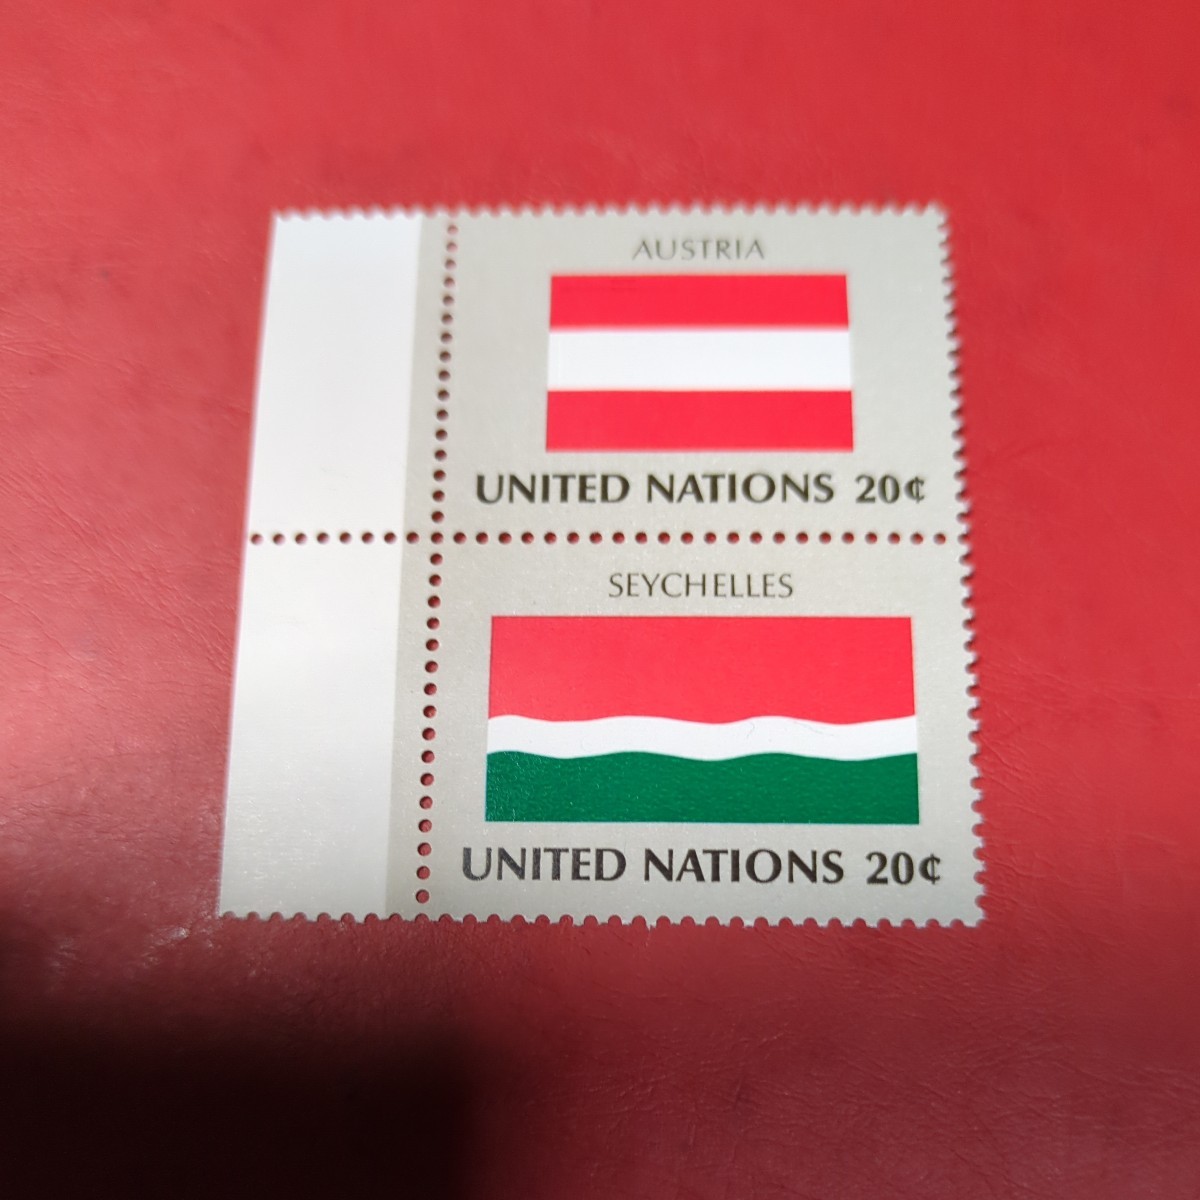 AUSTRIA
UNITED NATIONS 20¢
SEYCHELLES
UNITED NATIONS 20¢